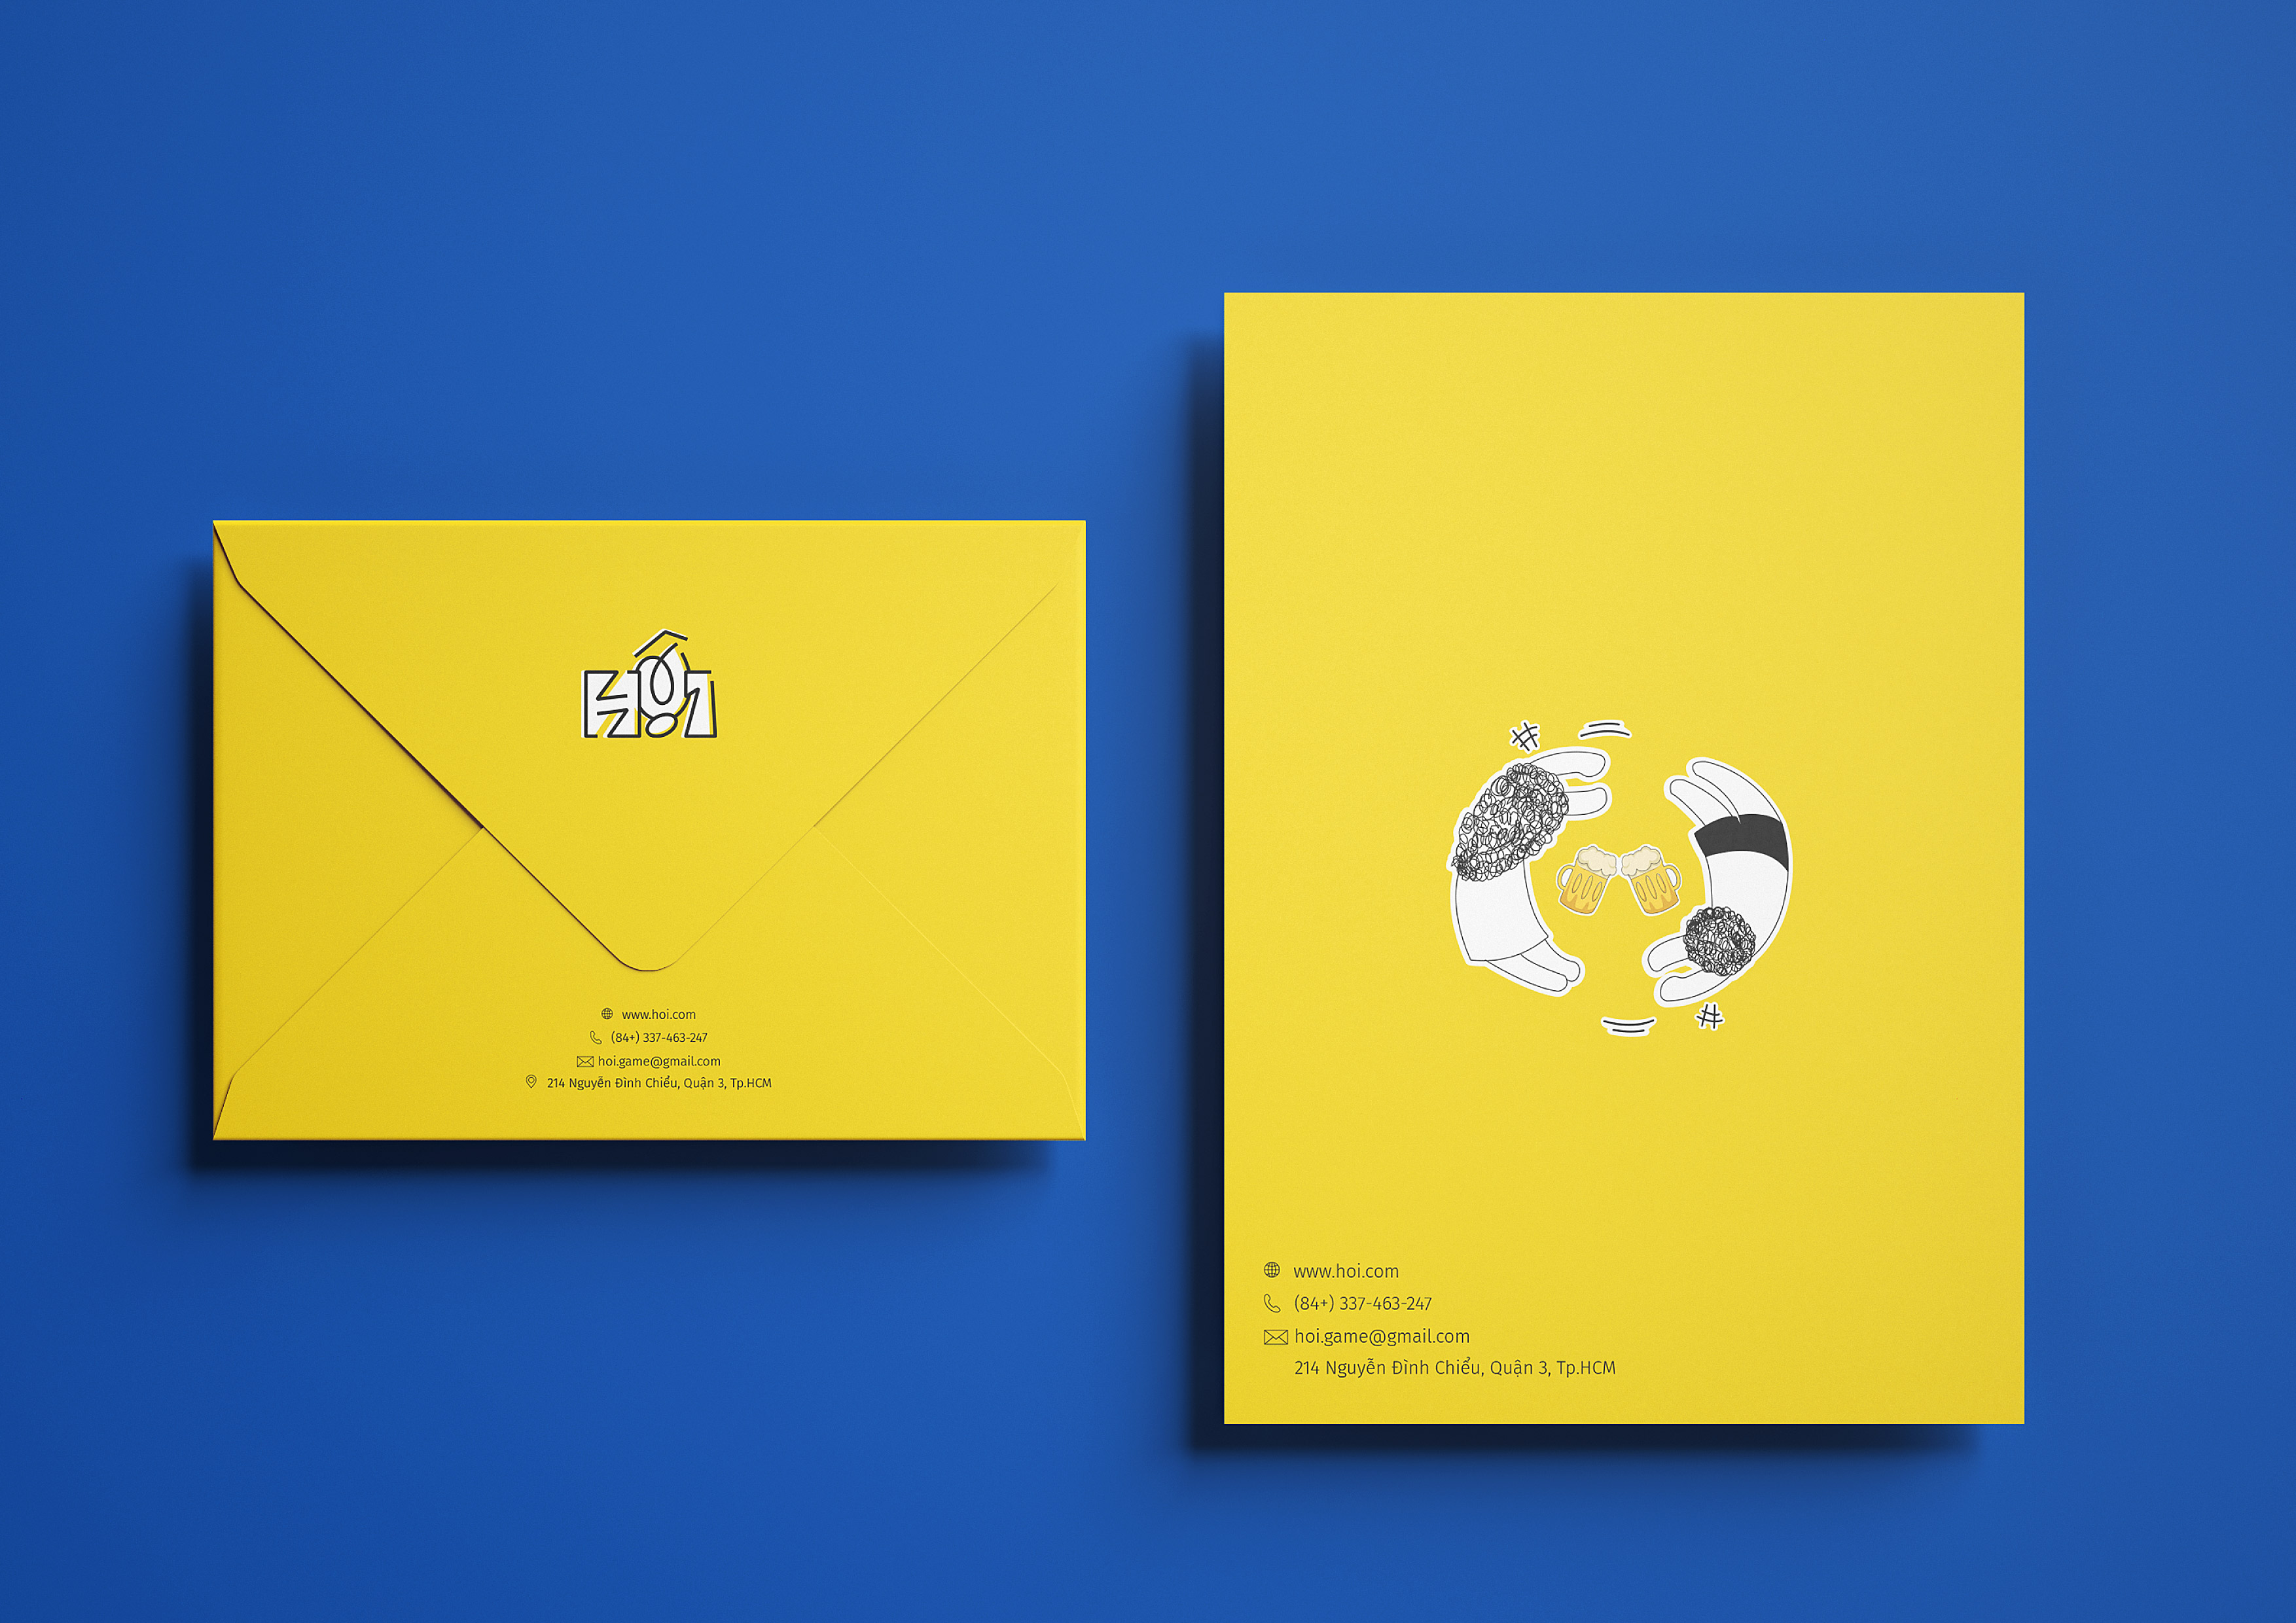 HỘI
www.hoi.com
(84+) 337-463-247
hoi.game@gmail.com
214 Nguyễn Đình Chiểu, Quận 3, Tp.HCM
www.hoi.com
(84+) 337-463-247
hoi.game@gmail.com
214 Nguyễn Đình Chiểu, Quận 3, Tp.HCM